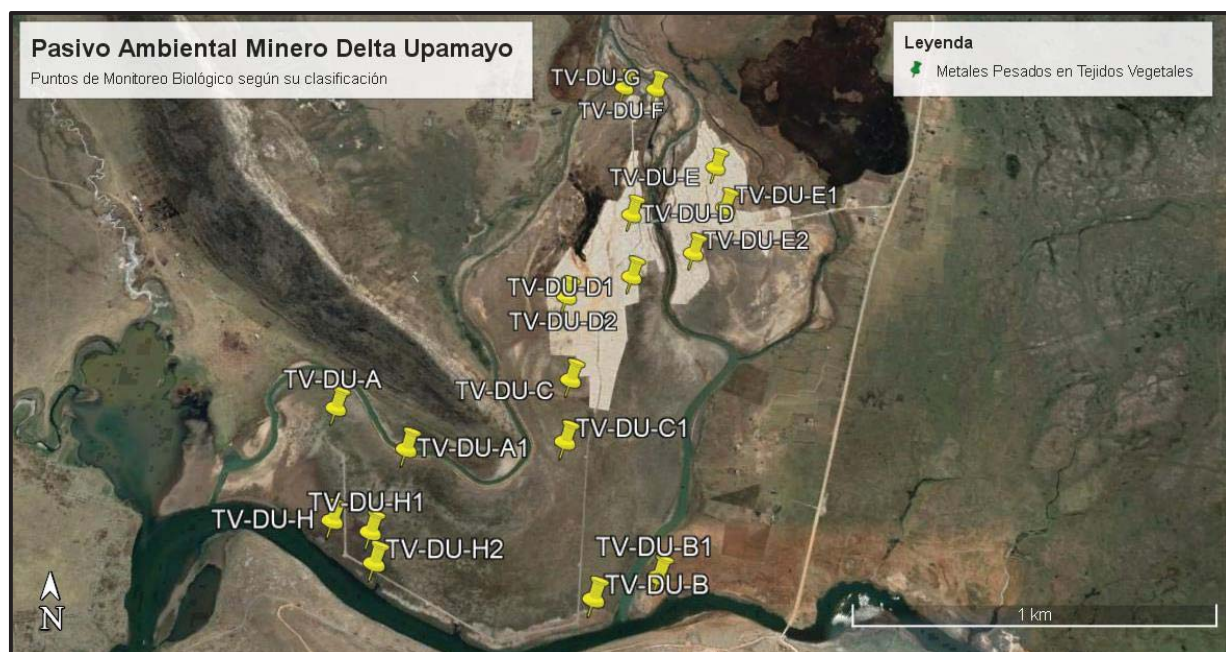 Pasivo Ambiental Minero Delta Upamayo
Puntos de Monitoreo Biológico según su clasificación
Leyenda
Metales Pesados en Tejidos Vegetales
TV-DU-G
TV-DU-F
TV-DU-E
TV-DU-E1
TV-DU-D
TV-DU-E2
TV-DU-D1
TV-DU-D2
TV-DU-A
TV-DU-C
TV-DU-C1
TV-DU-A1
TV-DU-H1
TV-DU-H
TV-DU-H2
TV-DU-B1
TV-DU-B
N
1 km